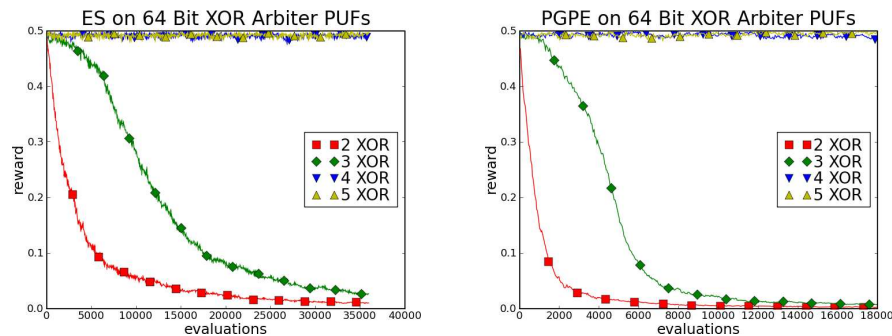 ES on 64 Bit XOR Arbiter PUFs
0.5
0.4
0.3
0.2
0.1
0.0
reward
0 5000 10000 15000 20000 25000 30000 35000 40000
evaluations
2 XOR
3 XOR
4 XOR
5 XOR
PGPE on 64 Bit XOR Arbiter PUFs
0.5
0.4
0.3
0.2
0.1
0.0
reward
0 2000 4000 6000 8000 10000 12000 14000 16000 18000
evaluations
2 XOR
3 XOR
4 XOR
5 XOR